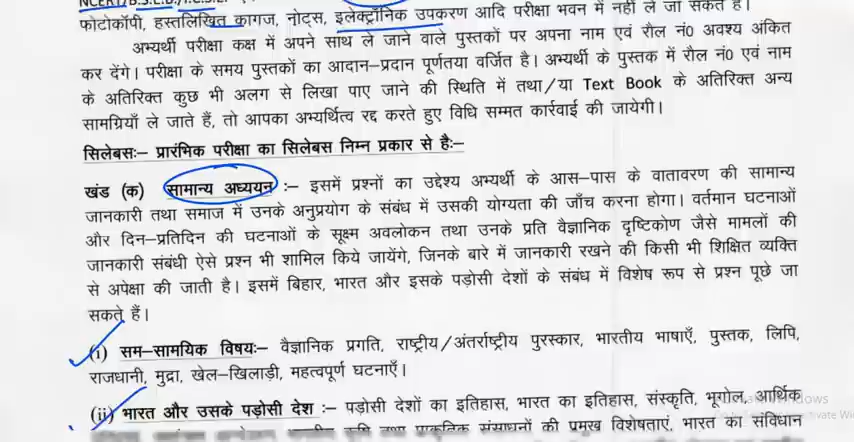 NCERT/B.S.E.B./I.C.S.E.
फोटोकॉपी, हस्तलिखित कागज, नोट्स, इलेक्ट्रॉनिक उपकरण आदि परीक्षा भवन में नहीं ले जा सकते हैं।
अभ्यर्थी परीक्षा कक्ष में अपने साथ ले जाने वाले पुस्तकों पर अपना नाम एवं रौल नं0 अवश्य अंकित
कर देंगे। परीक्षा के समय पुस्तकों का आदान–प्रदान पूर्णतया वर्जित है। अभ्यर्थी के पुस्तक में रौल नं0 एवं नाम
के अतिरिक्त कुछ भी अलग से लिखा पाए जाने की स्थिति में तथा/या Text Book के अतिरिक्त अन्य
सामग्रियाँ ले जाते हैं, तो आपका अभ्यर्थित्व रद्द करते हुए विधि सम्मत कार्रवाई की जायेगी।
सिलेबसः– प्रारंभिक परीक्षा का सिलेबस निम्न प्रकार से हैः–
खंड (क) सामान्य अध्ययन :– इसमें प्रश्नों का उद्देश्य अभ्यर्थी के आस–पास के वातावरण की सामान्य
जानकारी तथा समाज में उनके अनुप्रयोग के संबंध में उसकी योग्यता की जाँच करना होगा। वर्तमान घटनाओं
और दिन–प्रतिदिन की घटनाओं के सूक्ष्म अवलोकन तथा उनके प्रति वैज्ञानिक दृष्टिकोण जैसे मामलों की
जानकारी संबंधी ऐसे प्रश्न भी शामिल किये जायेंगे, जिनके बारे में जानकारी रखने की किसी भी शिक्षित व्यक्ति
से अपेक्षा की जाती है। इसमें बिहार, भारत और इसके पड़ोसी देशों के संबंध में विशेष रूप से प्रश्न पूछे जा
सकते हैं।
(i) सम–सामयिक विषयः– वैज्ञानिक प्रगति, राष्ट्रीय/अंतर्राष्ट्रीय पुरस्कार, भारतीय भाषाएँ, पुस्तक, लिपि,
राजधानी, मुद्रा, खेल–खिलाड़ी, महत्वपूर्ण घटनाएँ।
(ii) भारत और उसके पड़ोसी देश :– पड़ोसी देशों का इतिहास, भारत का इतिहास, संस्कृति, भूगोल, आर्थिक
कृषि तथा प्राकृतिक संसाधनों की प्रमुख विशेषताएं, भारत का संविधान